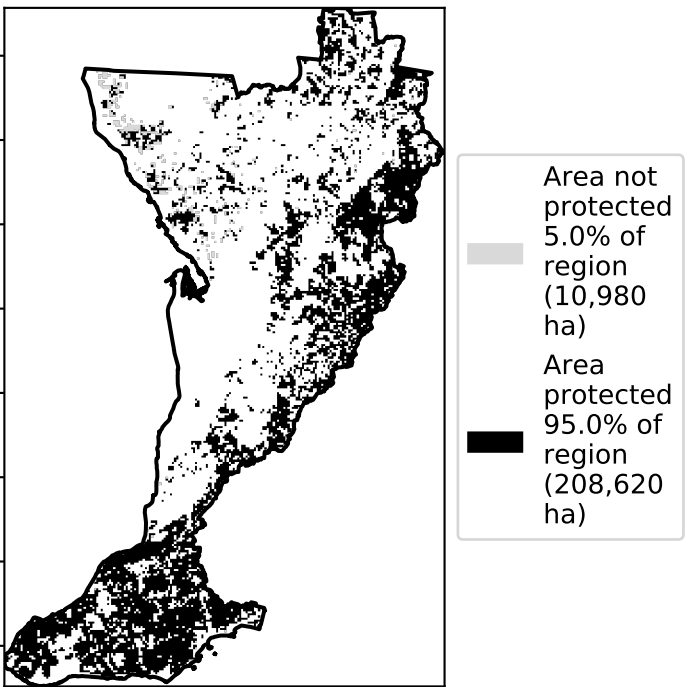 Area not
protected
5.0% of
region
(10,980
ha)
Area
protected
95.0% of
region
(208,620
ha)